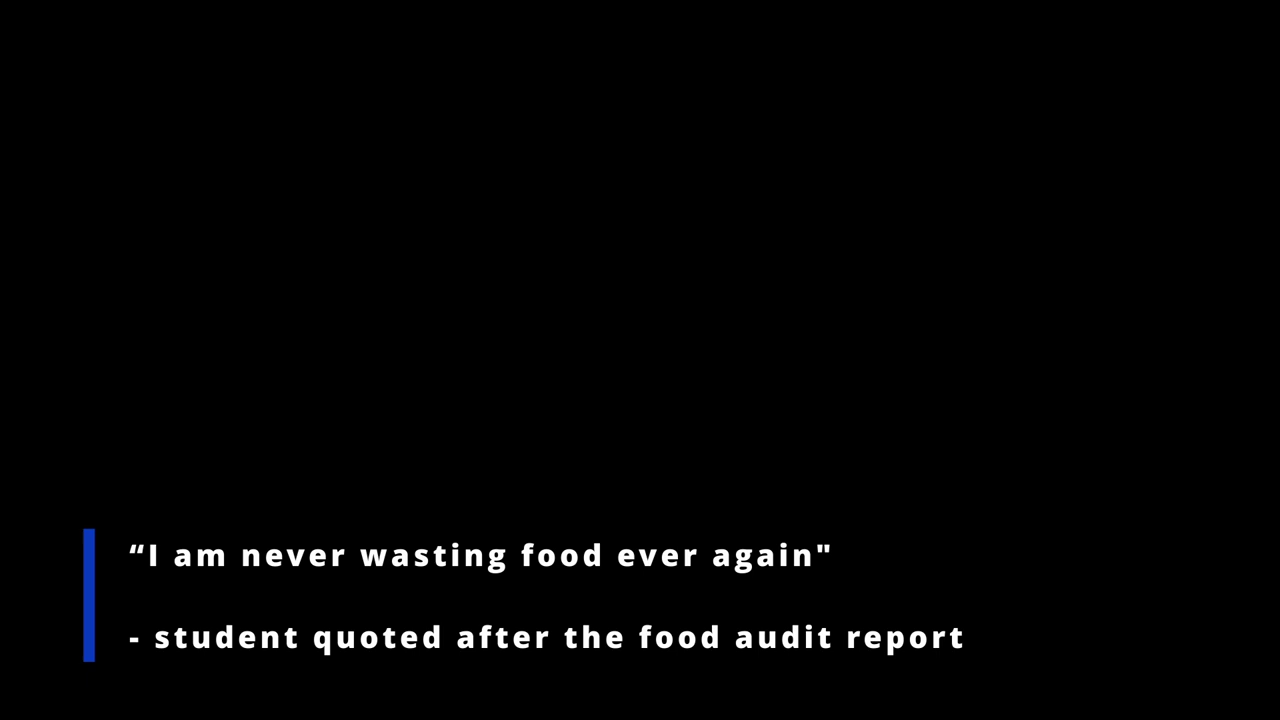 “I am never wasting food ever again"
- student quoted after the food audit report